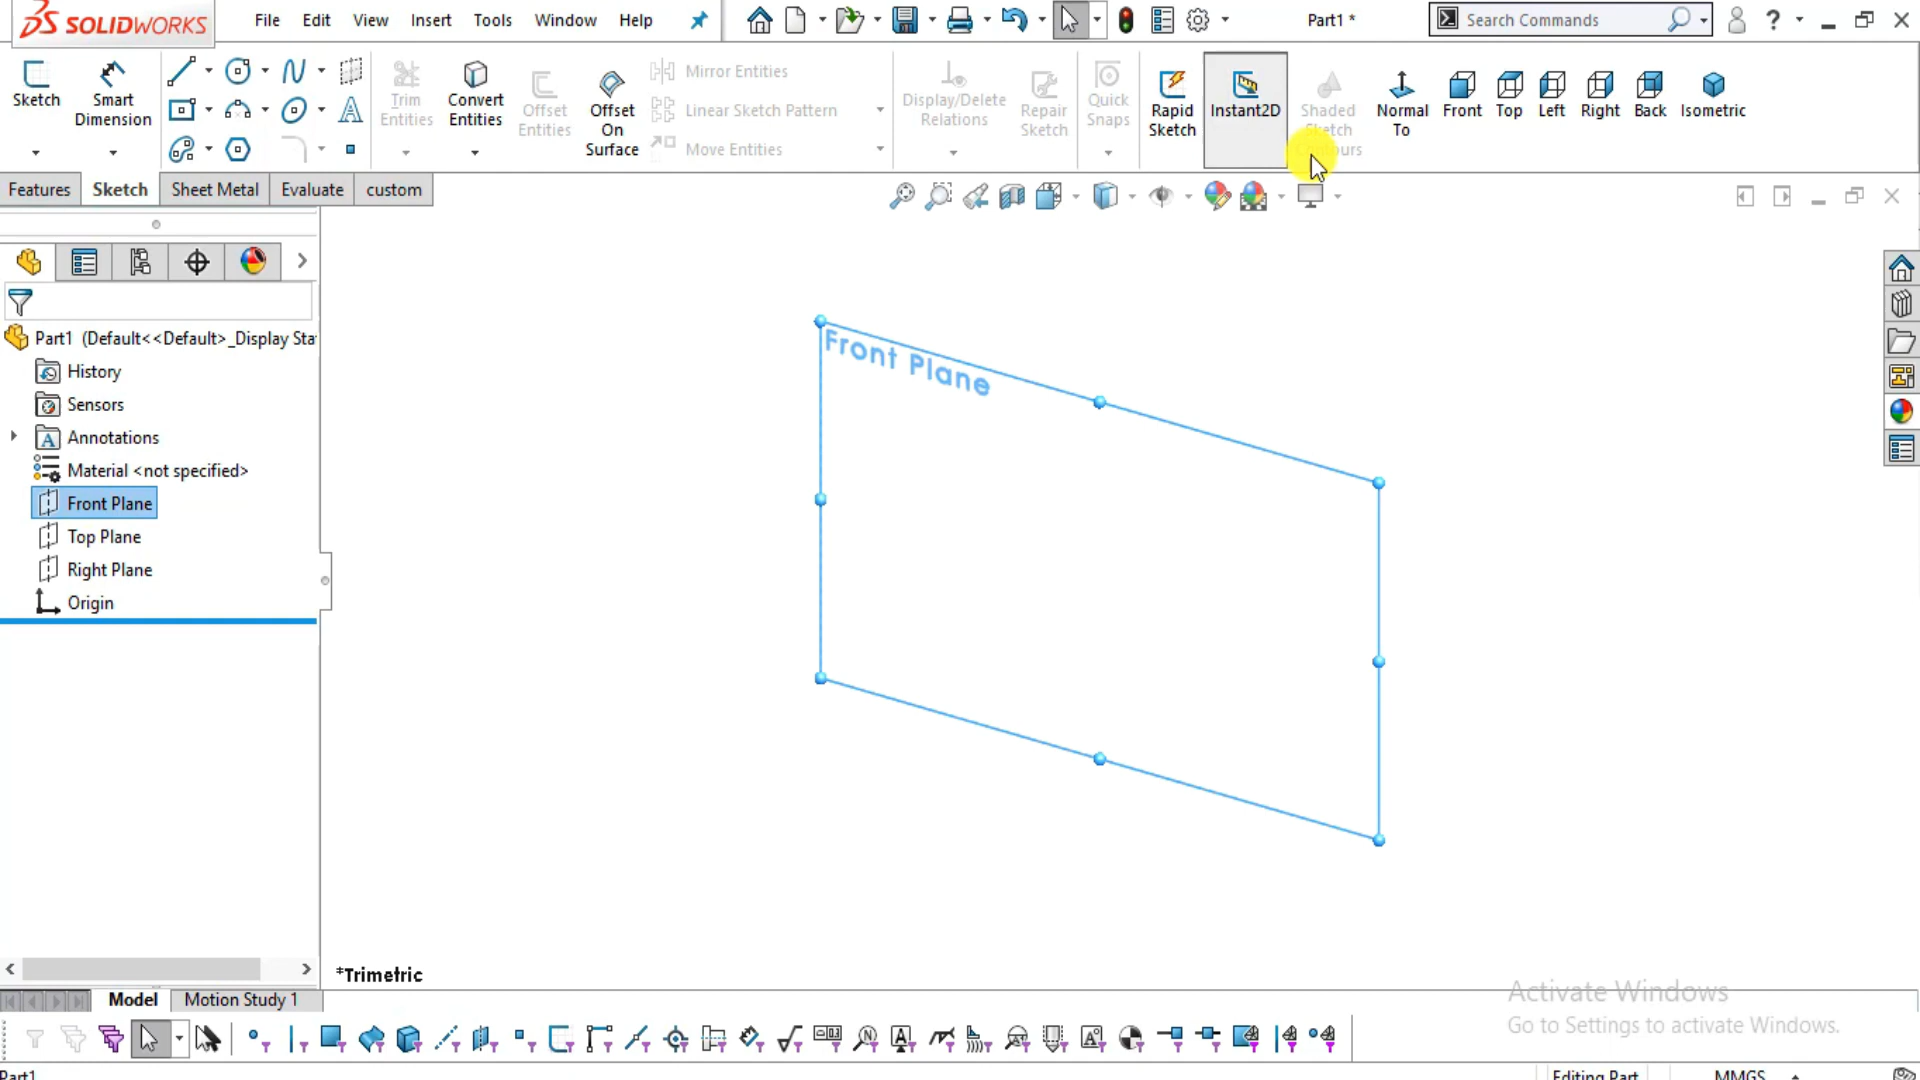 SOLIDWORKS File Edit View Insert Tools Window Help Part1 * Search Commands
Sketch Smart Dimension Trim Entities Convert Entities Offset Entities Offset On Surface Mirror Entities Linear Sketch Pattern Move Entities Display/Delete Relations Repair Sketch Quick Snaps Rapid Sketch Instant2D Shaded Sketch Contours Normal To Front Top Left Right Back Isometric
Features Sketch Sheet Metal Evaluate custom
Part1 (Default<<Default>_Display Sta
History
Sensors
Annotations
Material <not specified>
Front Plane
Top Plane
Right Plane
Origin
Front Plane
*Trimetric
Model Motion Study 1
Activate Windows
Go to Settings to activate Windows.
Part1 Editing Part MMGS